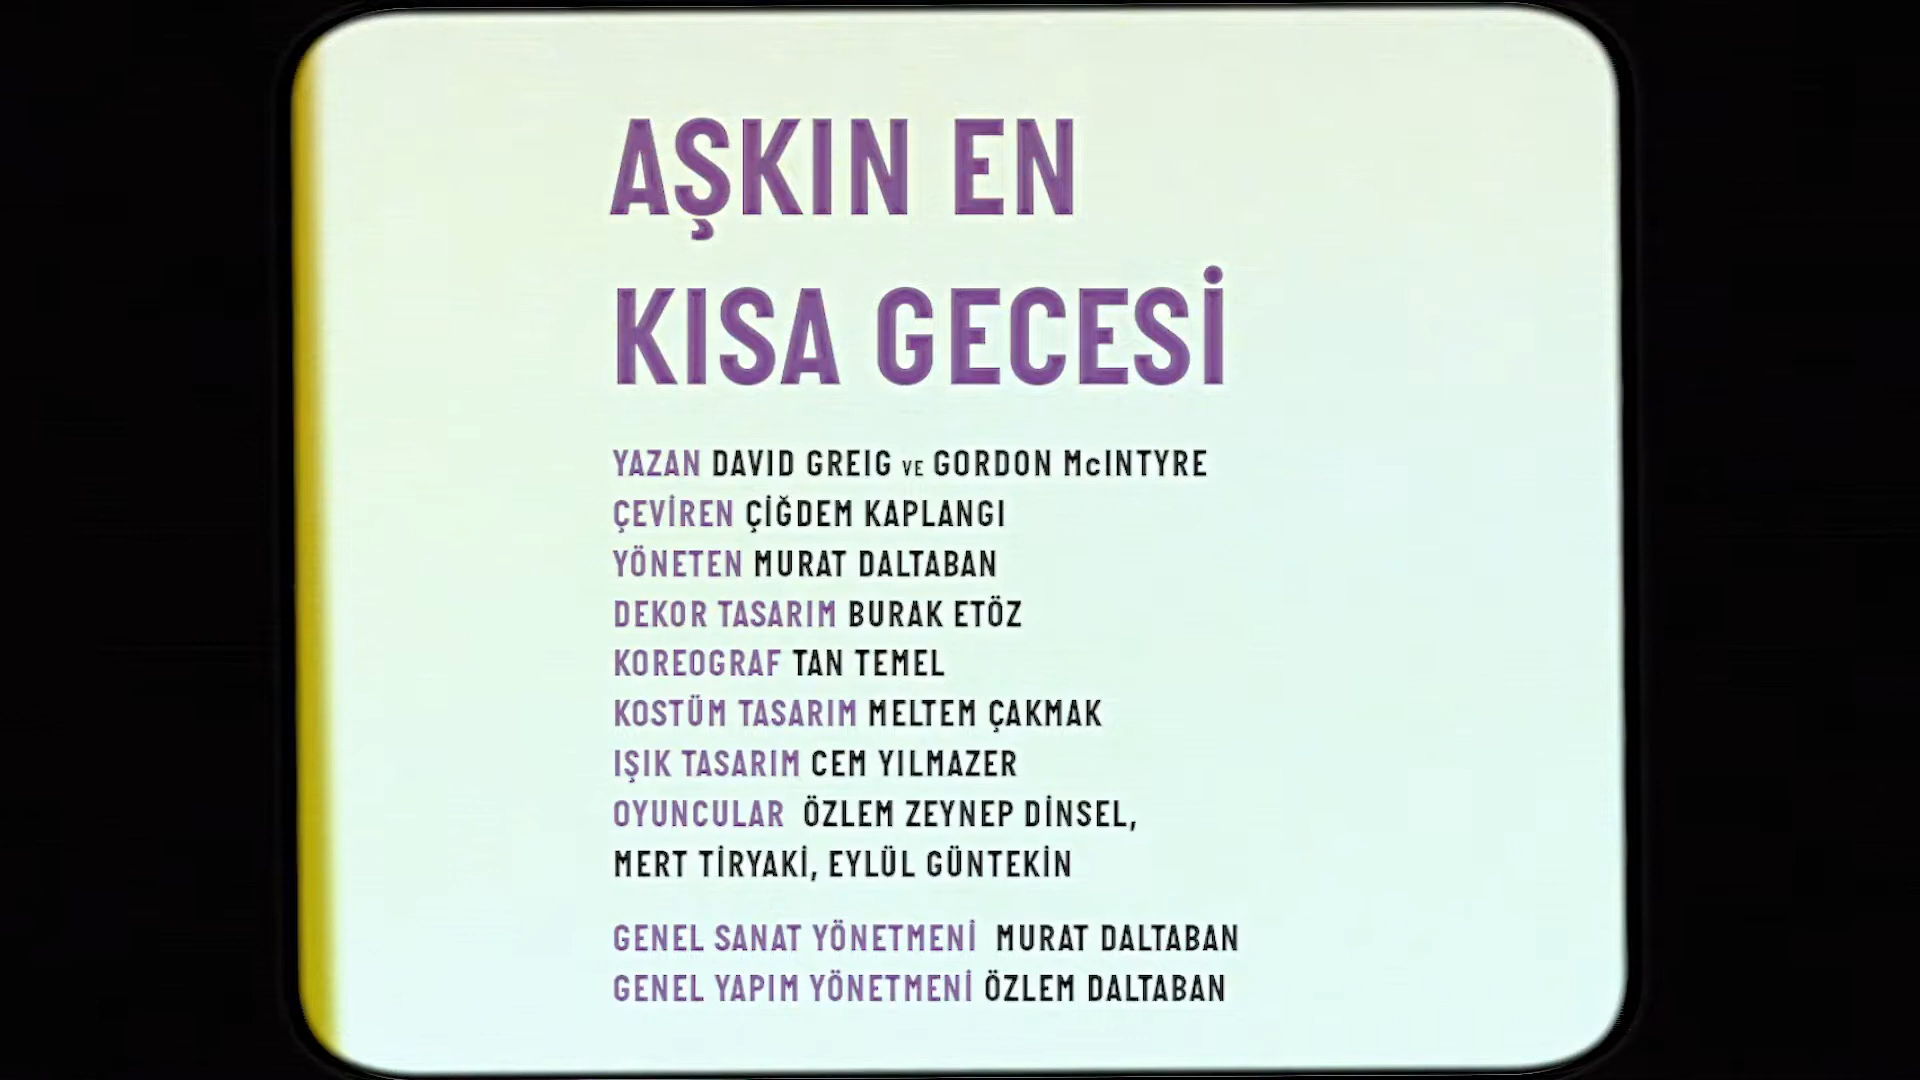 AŞKIN EN
KISA GECESİ
YAZAN DAVID GREIG VE GORDON McINTYRE
ÇEVİREN ÇİĞDEM KAPLANGI
YÖNETEN MURAT DALTABAN
DEKOR TASARIM BURAK ETÖZ
KOREOGRAF TAN TEMEL
KOSTÜM TASARIM MELTEM ÇAKMAK
IŞIK TASARIM CEM YILMAZER
OYUNCULAR ÖZLEM ZEYNEP DİNSEL,
MERT TİRYAKİ, EYLÜL GÜNTEKİN
GENEL SANAT YÖNETMENİ MURAT DALTABAN
GENEL YAPIM YÖNETMENİ ÖZLEM DALTABAN